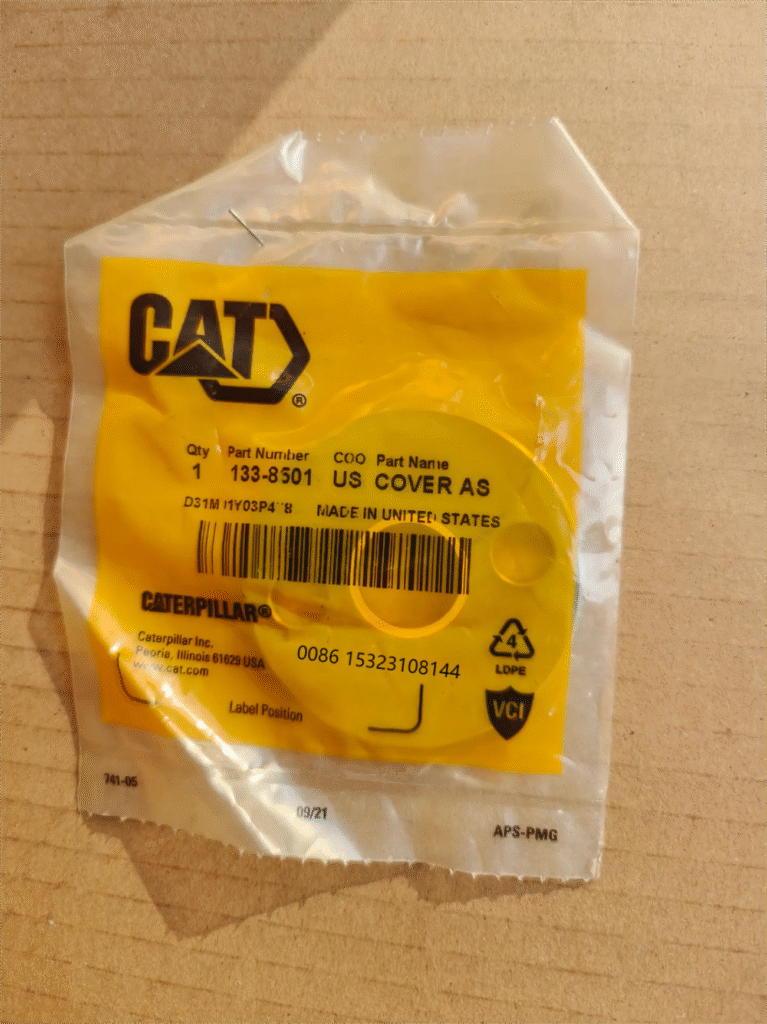 CAT®
Qty Part Number COO Part Name
1 133-8501 US COVER AS
MADE IN UNITED STATES
CATERPILLAR®
Caterpillar Inc.
Peoria, Illinois 61629 USA
www.cat.com
0086 15323108144
4
LDPE
VCI
Label Position
741-05
09/21
APS-PMG